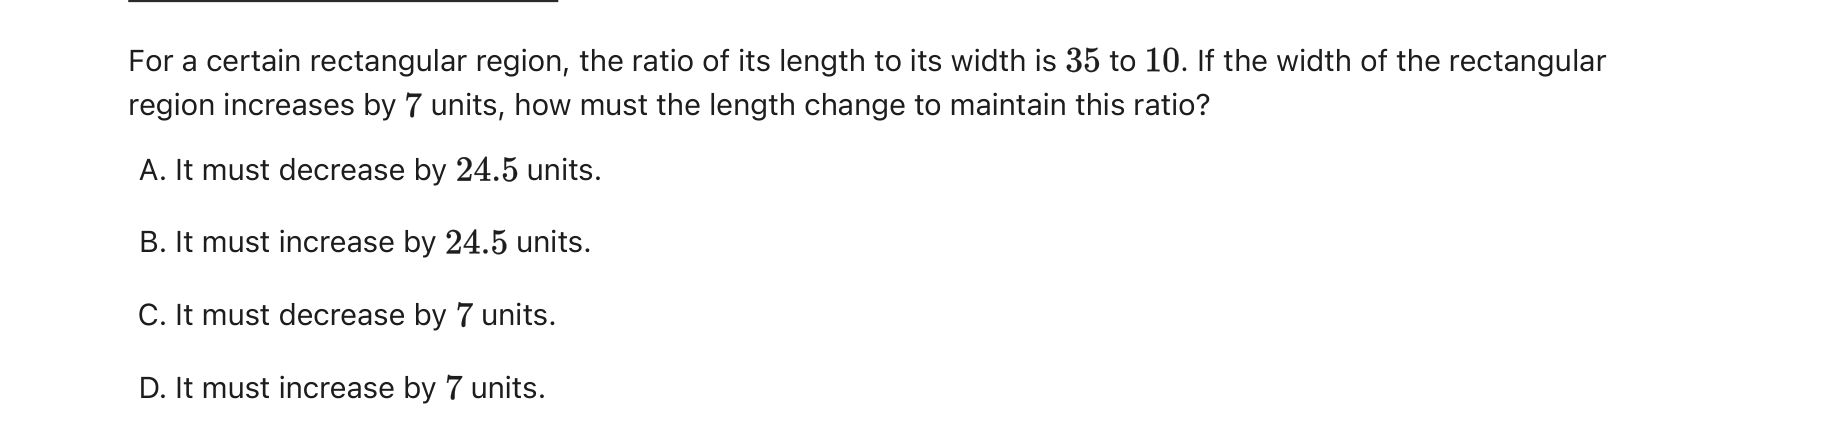 For a certain rectangular region, the ratio of its length to its width is 35 to 10. If the width of the rectangular
region increases by 7 units, how must the length change to maintain this ratio?
A. It must decrease by 24.5 units.
B. It must increase by 24.5 units.
C. It must decrease by 7 units.
D. It must increase by 7 units.